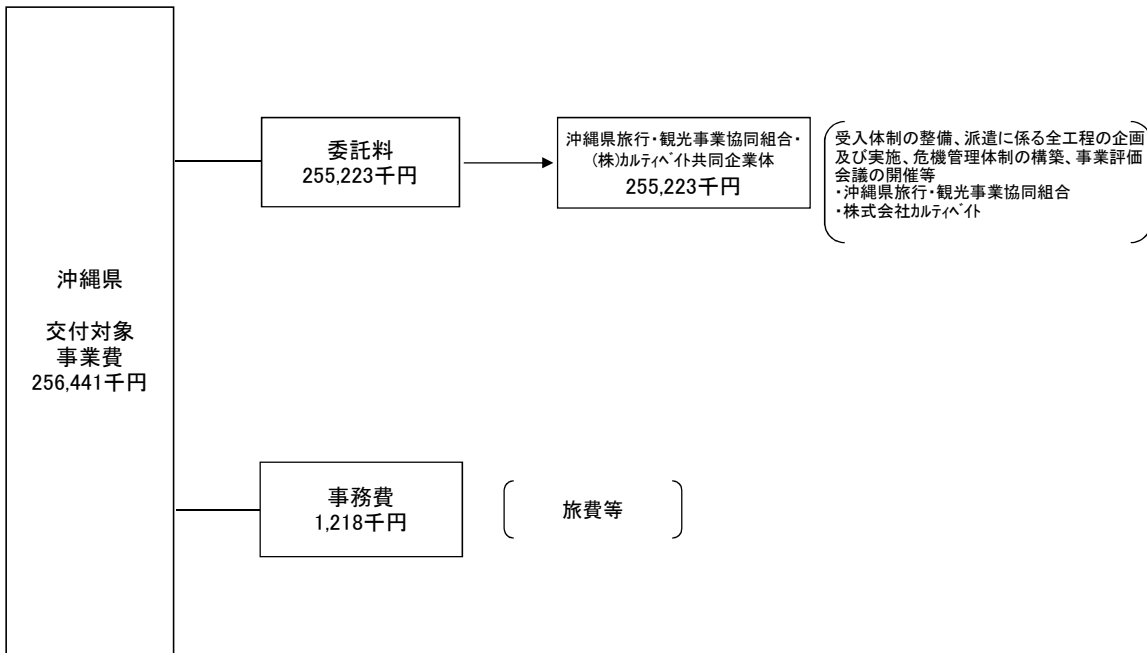 沖縄県
交付対象
事業費
256,441千円
委託料
255,223千円
沖縄県旅行・観光事業協同組合・
(株)ｶﾙﾃｨﾍﾞｲﾄ共同企業体
255,223千円
受入体制の整備、派遣に係る全工程の企画
及び実施、危機管理体制の構築、事業評価
会議の開催等
・沖縄県旅行・観光事業協同組合
・株式会社ｶﾙﾃｨﾍﾞｲﾄ
事務費
1,218千円
旅費等